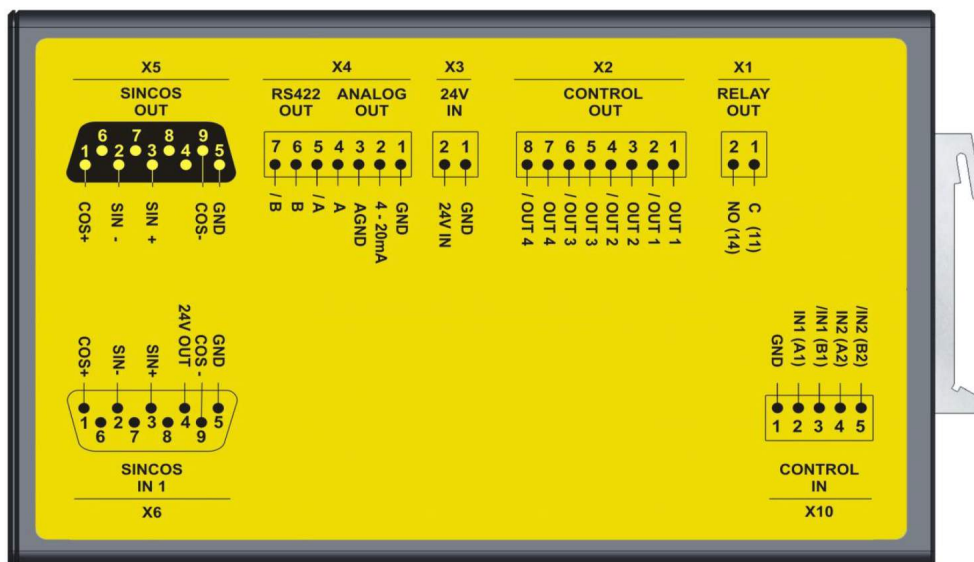 X5 X4 X3 X2 X1
SINCOS RS422 ANALOG 24V CONTROL RELAY
OUT OUT OUT IN OUT OUT
6 7 8 9
1 2 3 4 5
7 6 5 4 3 2 1
2 1
8 7 6 5 4 3 2 1
2 1
COS+
SIN -
SIN +
COS-
GND
/B
B
/A
A
AGND
4 - 20mA
GND
24V IN
GND
/ OUT 4
OUT 4
/ OUT 3
OUT 3
/ OUT 2
OUT 2
/ OUT 1
OUT 1
NO (14)
C (11)
COS+
SIN-
SIN+
24V OUT
COS -
GND
1 2 3 4 5
6 7 8 9
SINCOS
IN 1
X6
GND
IN1 (A1)
/IN1 (B1)
IN2 (A2)
/IN2 (B2)
1 2 3 4 5
CONTROL
IN
X10